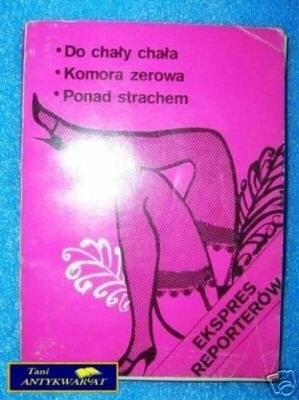 • Do chały chała
• Komora zerowa
• Ponad strachem
EKSPRES
REPORTERÓW
Tani
ANTYKWARIAT